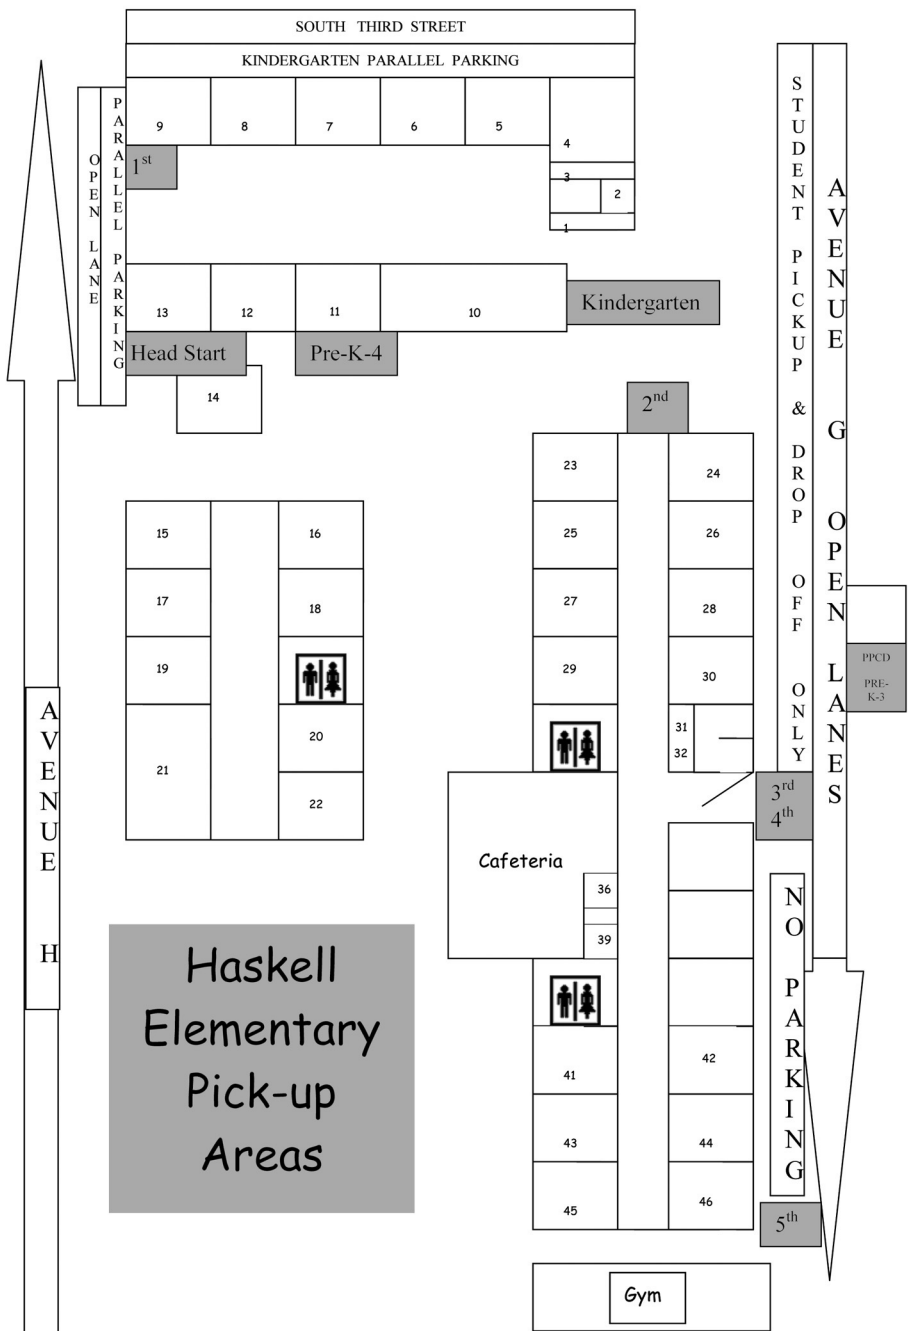 SOUTH THIRD STREET
KINDERGARTEN PARALLEL PARKING
OPEN LANE
PARALLEL PARKING
9
8
7
6
5
4
3
2
1
1st
13
12
11
10
Kindergarten
Head Start
Pre-K-4
14
2nd
23
24
25
26
27
28
29
30
31
32
15
16
17
18
19
20
21
22
STUDENT PICKUP & DROP OFF ONLY
AVENUE G OPEN LANES
PPCD
PRE-
K-3
3rd
4th
AVENUE H
Cafeteria
36
39
41
42
43
44
45
46
NO PARKING
5th
Haskell
Elementary
Pick-up
Areas
Gym